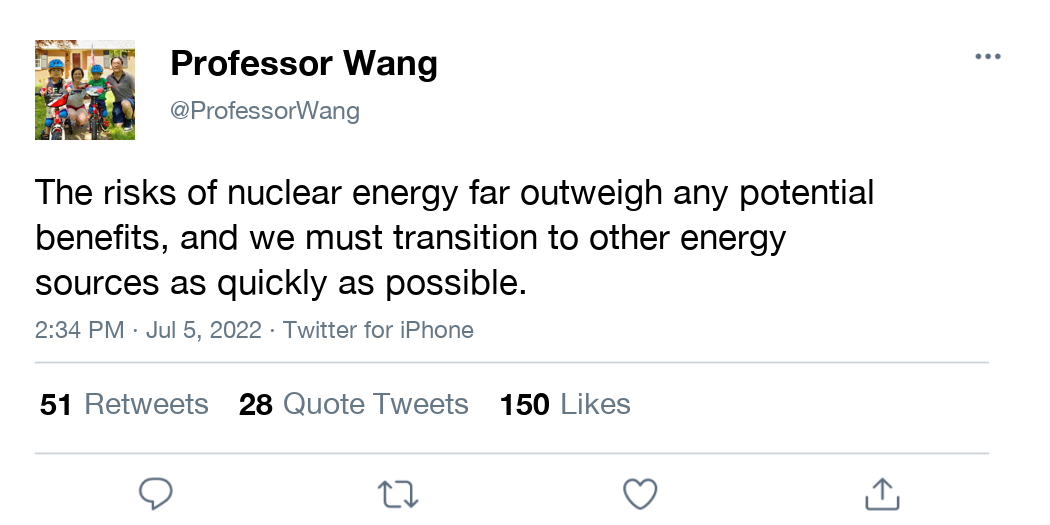 Professor Wang
@ProfessorWang
The risks of nuclear energy far outweigh any potential
benefits, and we must transition to other energy
sources as quickly as possible.
2:34 PM · Jul 5, 2022 · Twitter for iPhone
51 Retweets 28 Quote Tweets 150 Likes